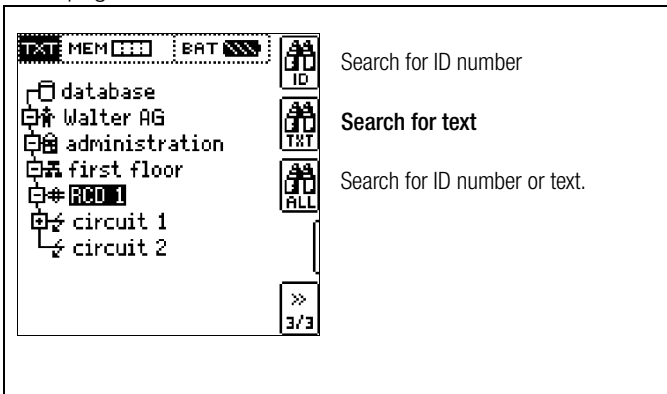 TXT MEM BAT
ID
database
Walter AG
TXT
administration
first floor
RCD 1
ALL
circuit 1
circuit 2
»
3/3
Search for ID number
Search for text
Search for ID number or text.